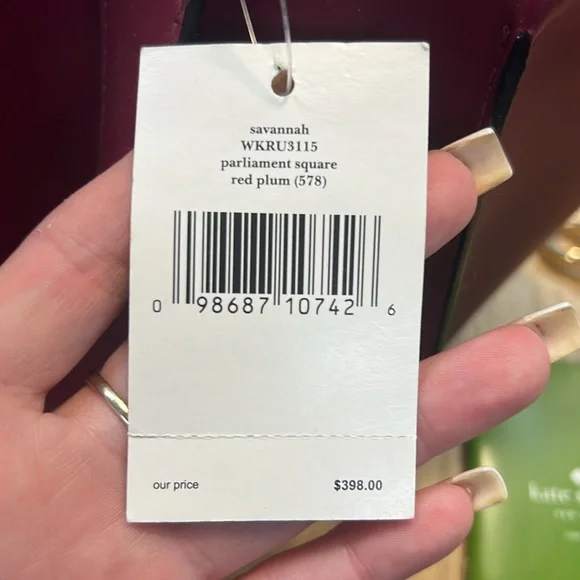 savannah
WKRU3115
parliament square
red plum (578)
0 98687 10742 6
our price $398.00
kate